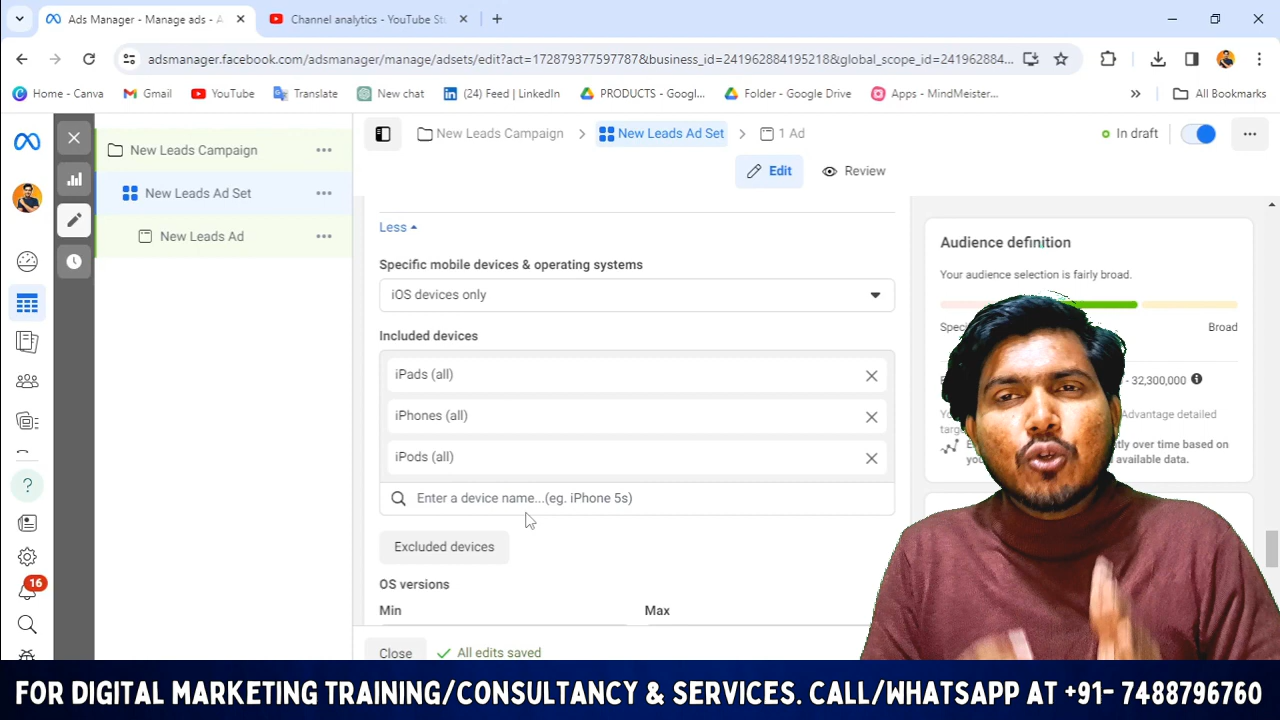 Ads Manager - Manage ads - A
Channel analytics - YouTube Stu
adsmanager.facebook.com/adsmanager/manage/adsets/edit?act=1728793775977876&business_id=241962884195218&global_scope_id=241962884...
Home - Canva
Gmail
YouTube
Translate
New chat
(24) Feed | LinkedIn
PRODUCTS - Googl...
Folder - Google Drive
Apps - MindMeister...
All Bookmarks
New Leads Campaign
New Leads Ad Set
1 Ad
In draft
Edit
Review
New Leads Campaign
New Leads Ad Set
New Leads Ad
Less
Specific mobile devices & operating systems
iOS devices only
Included devices
iPads (all)
iPhones (all)
iPods (all)
Enter a device name...(eg. iPhone 5s)
Excluded devices
OS versions
Min
Max
Close
All edits saved
Audience definition
Your audience selection is fairly broad.
Broad
- 32,300,000
Advantage detailed
over time based on
available data.
16
FOR DIGITAL MARKETING TRAINING/CONSULTANCY & SERVICES. CALL/WHATSAPP AT +91- 7488796760